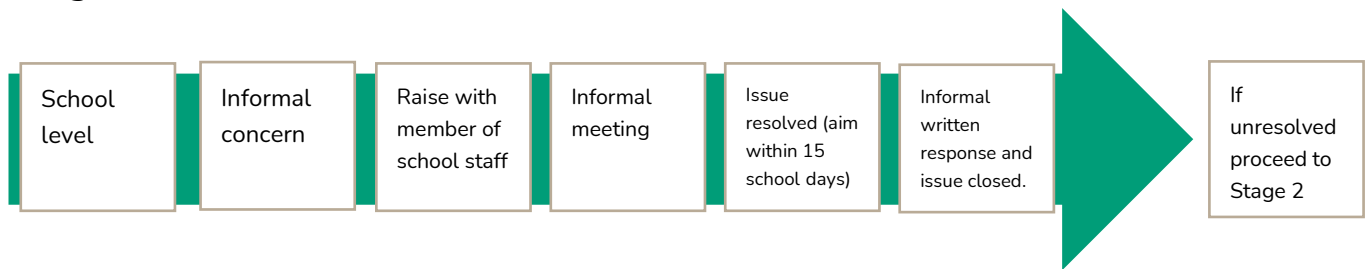 School
level
Informal
concern
Raise with
member of
school staff
Informal
meeting
Issue
resolved (aim
within 15
school days)
Informal
written
response and
issue closed.
If
unresolved
proceed to
Stage 2